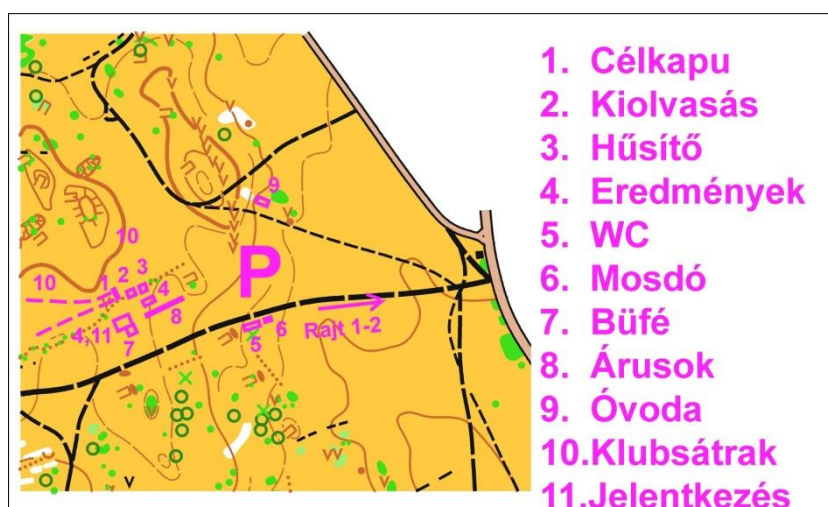 1. Célkapu
2. Kiolvasás
3. Hűsítő
4. Eredmények
5. WC
6. Mosdó
7. Büfé
8. Árusok
9. Óvoda
10.Klubsátrak
11.Jelentkezés
9
10
P
10
1
2
3
4
8
4,11
7
5
6
Rajt 1-2